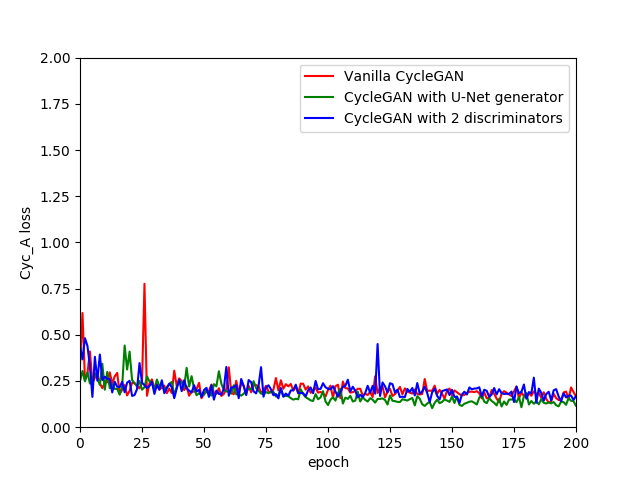 Vanilla CycleGAN
CycleGAN with U-Net generator
CycleGAN with 2 discriminators
2.00
1.75
1.50
1.25
1.00
0.75
0.50
0.25
0.00
Cyc_A loss
0 25 50 75 100 125 150 175 200
epoch